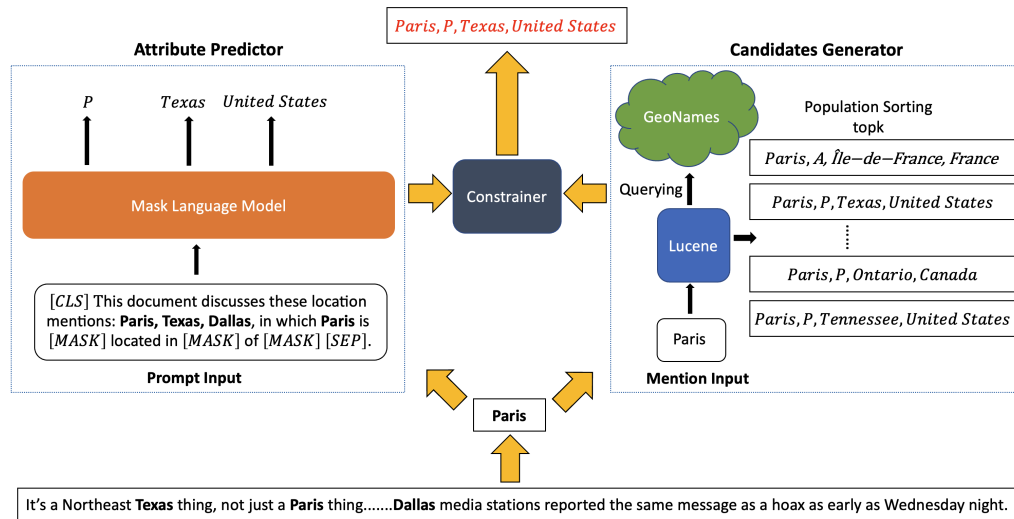 Paris, P, Texas, United States
Attribute Predictor
P
Texas
United States
Mask Language Model
[CLS] This document discusses these location
mentions: Paris, Texas, Dallas, in which Paris is
[MASK] located in [MASK] of [MASK] [SEP].
Prompt Input
Constrainer
Candidates Generator
GeoNames
Population Sorting
topk
Querying
Lucene
Paris, A, Île−de−France, France
Paris, P, Texas, United States
Paris, P, Ontario, Canada
Paris, P, Tennessee, United States
Paris
Mention Input
Paris
It's a Northeast Texas thing, not just a Paris thing.......Dallas media stations reported the same message as a hoax as early as Wednesday night.